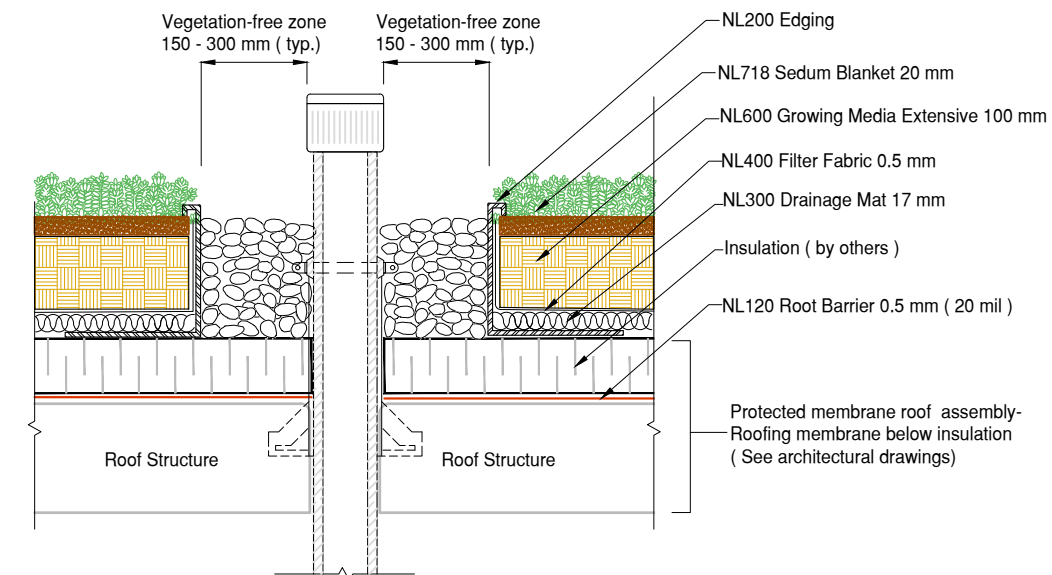 Vegetation-free zone
150 - 300 mm ( typ.)
Vegetation-free zone
150 - 300 mm ( typ.)
NL200 Edging
NL718 Sedum Blanket 20 mm
NL600 Growing Media Extensive 100 mm
NL400 Filter Fabric 0.5 mm
NL300 Drainage Mat 17 mm
Insulation ( by others )
NL120 Root Barrier 0.5 mm ( 20 mil )
Protected membrane roof assembly-
Roofing membrane below insulation
( See architectural drawings)
Roof Structure
Roof Structure